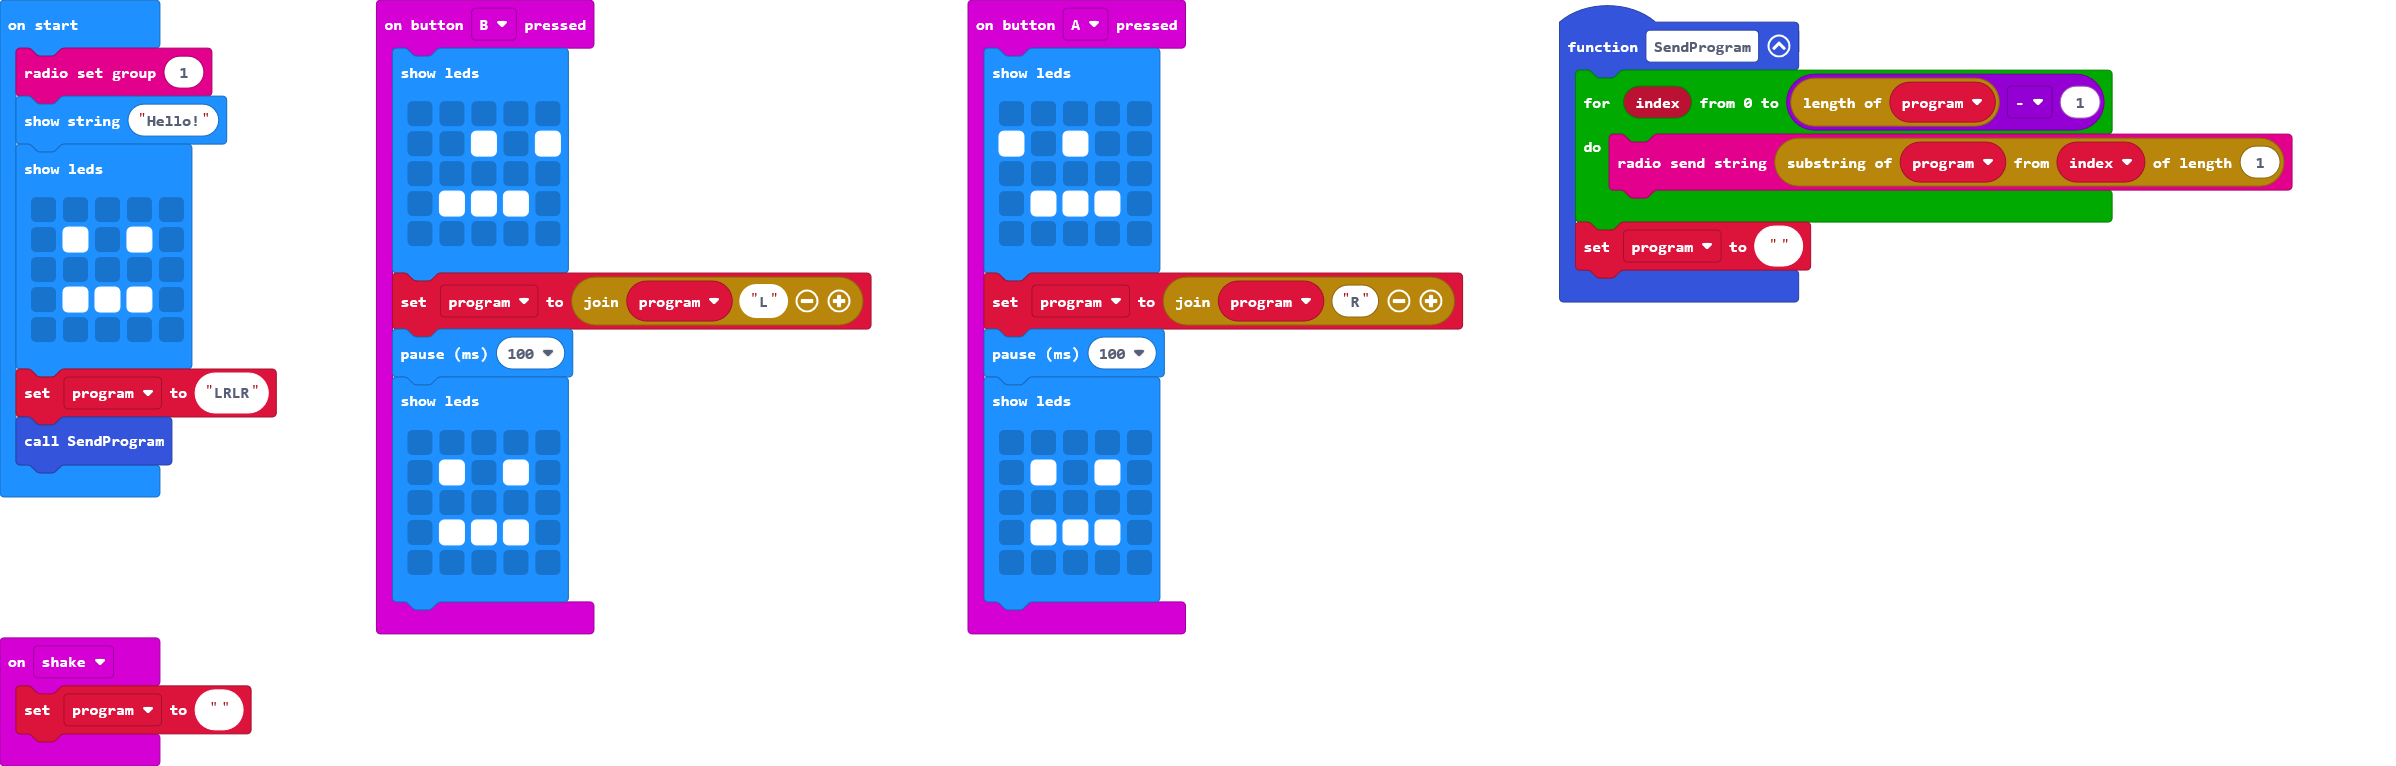 on start
radio set group 1
show string "Hello!"
show leds
set program to "LRLR"
call SendProgram
on shake
set program to ""
on button B pressed
show leds
set program to join program "L"
pause (ms) 100
show leds
on button A pressed
show leds
set program to join program "R"
pause (ms) 100
show leds
function SendProgram
for index from 0 to length of program - 1
do
radio send string substring of program from index of length 1
set program to ""